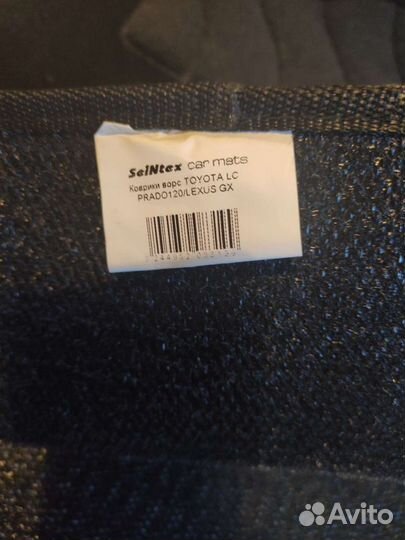 SeiNtex car mats
Коврики ворс TOYOTA LC
PRADO120/LEXUS GX
Avito